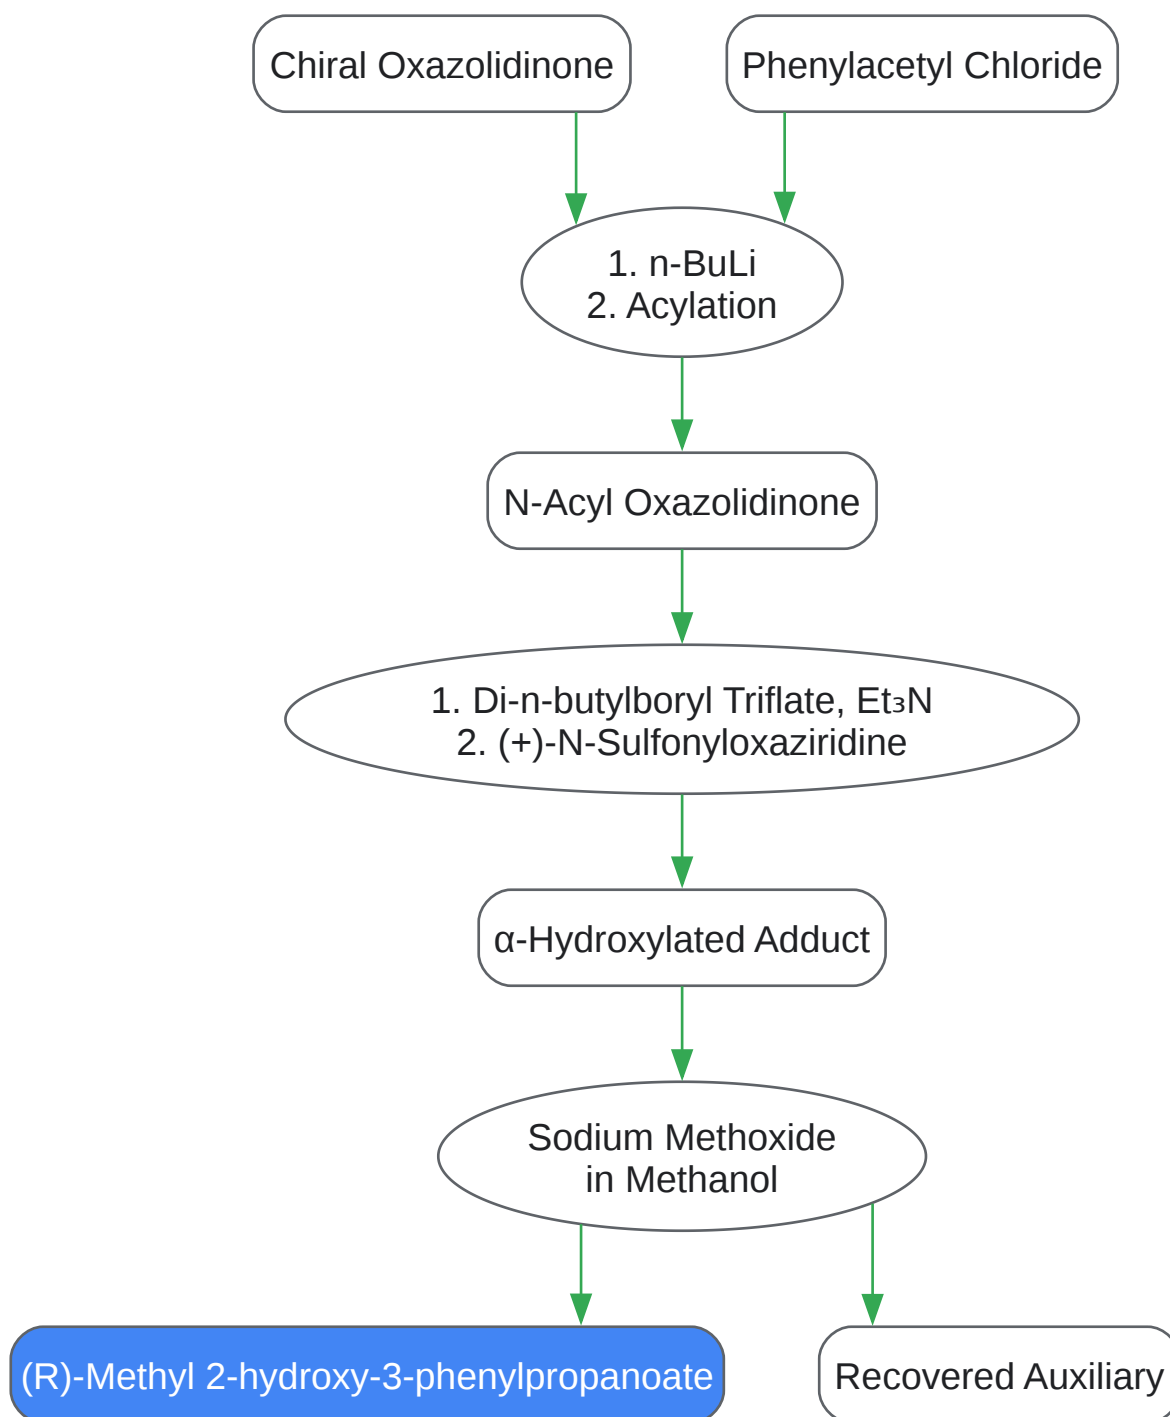 Chiral Oxazolidinone
Phenylacetyl Chloride
1. n-BuLi
2. Acylation
N-Acyl Oxazolidinone
1. Di-n-butylboryl Triflate, Et₃N
2. (+)-N-Sulfonyloxaziridine
α-Hydroxylated Adduct
Sodium Methoxide
in Methanol
(R)-Methyl 2-hydroxy-3-phenylpropanoate
Recovered Auxiliary